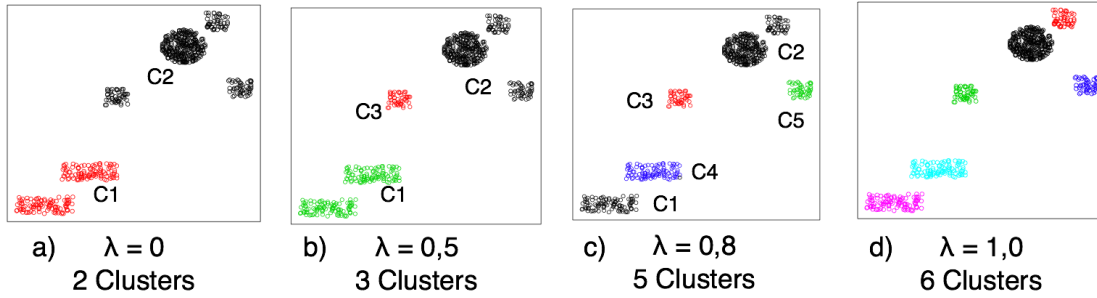 C2
C1
C2
C3
C1
C2
C3
C5
C4
C1
a) λ = 0
2 Clusters
b) λ = 0,5
3 Clusters
c) λ = 0,8
5 Clusters
d) λ = 1,0
6 Clusters